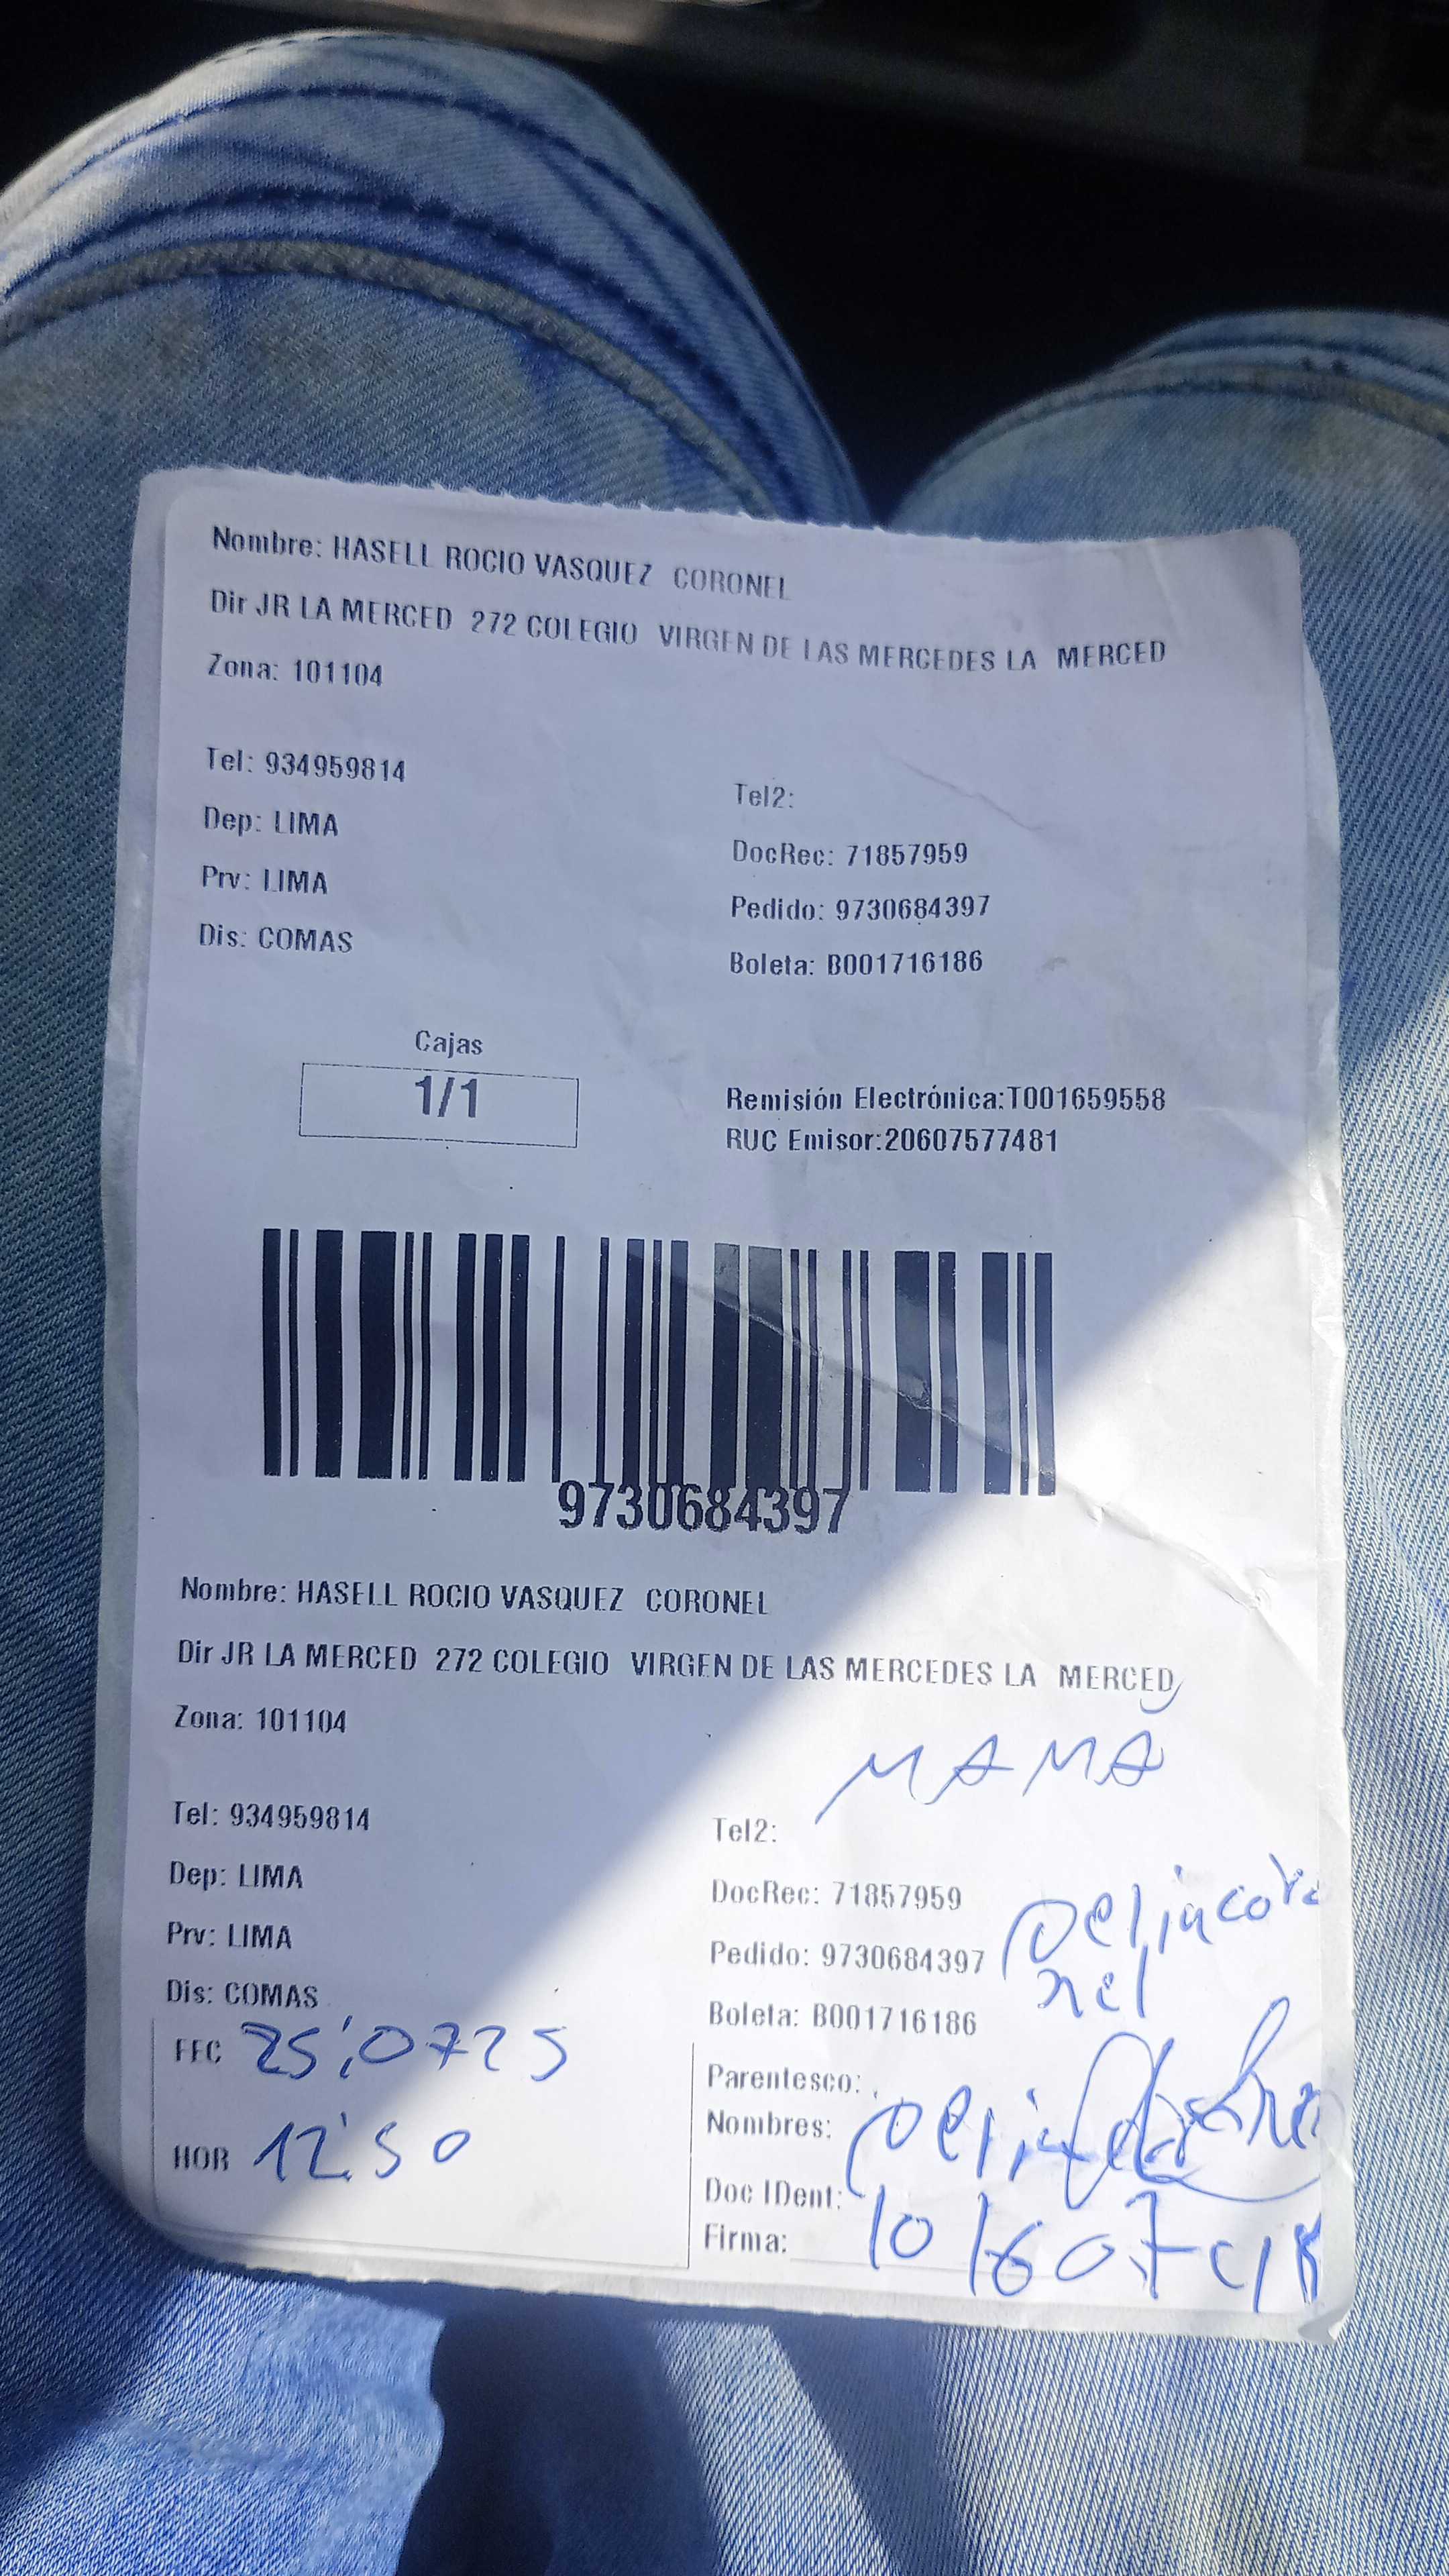 Nombre: HASELL ROCIO VASQUEZ CORONEL
Dir JR LA MERCED 272 COLEGIO VIRGEN DE LAS MERCEDES LA MERCED
Zona: 101104
Tel: 934959814
Tel2:
Dep: LIMA
DocRec: 71857959
Prv: LIMA
Pedido: 9730684397
Dis: COMAS
Boleta: B001716186
Cajas
1/1
Remisión Electrónica:T001659558
RUC Emisor:20607577481
9730684397
Nombre: HASELL ROCIO VASQUEZ CORONEL
Dir JR LA MERCED 272 COLEGIO VIRGEN DE LAS MERCEDES LA MERCED
Zona: 101104
MAMA
Tel: 934959814
Tel2:
Dep: LIMA
DocRec: 71857959
Prv: LIMA
Pedido: 9730684397
Dis: COMAS
Boleta: B001716186
FEC 25;0725
Parentesco:
Nombres:
HOR 12:50
Doc IDent:
Firma: